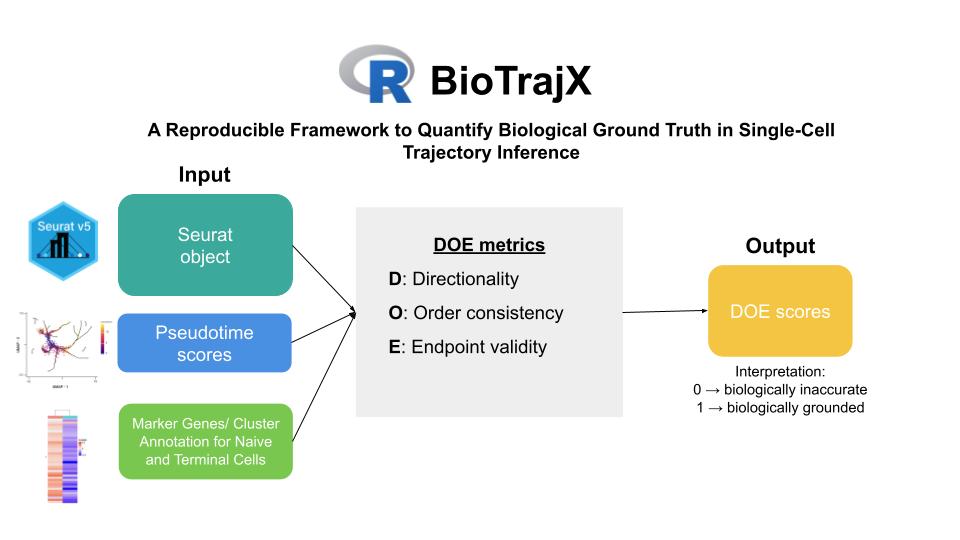 R BioTrajX
A Reproducible Framework to Quantify Biological Ground Truth in Single-Cell
Trajectory Inference
Input
Seurat v5
Seurat
object
Pseudotime
scores
UMAP - 1
Marker Genes/ Cluster
Annotation for Naive
and Terminal Cells
DOE metrics
D: Directionality
O: Order consistency
E: Endpoint validity
Output
DOE scores
Interpretation:
0 → biologically inaccurate
1 → biologically grounded